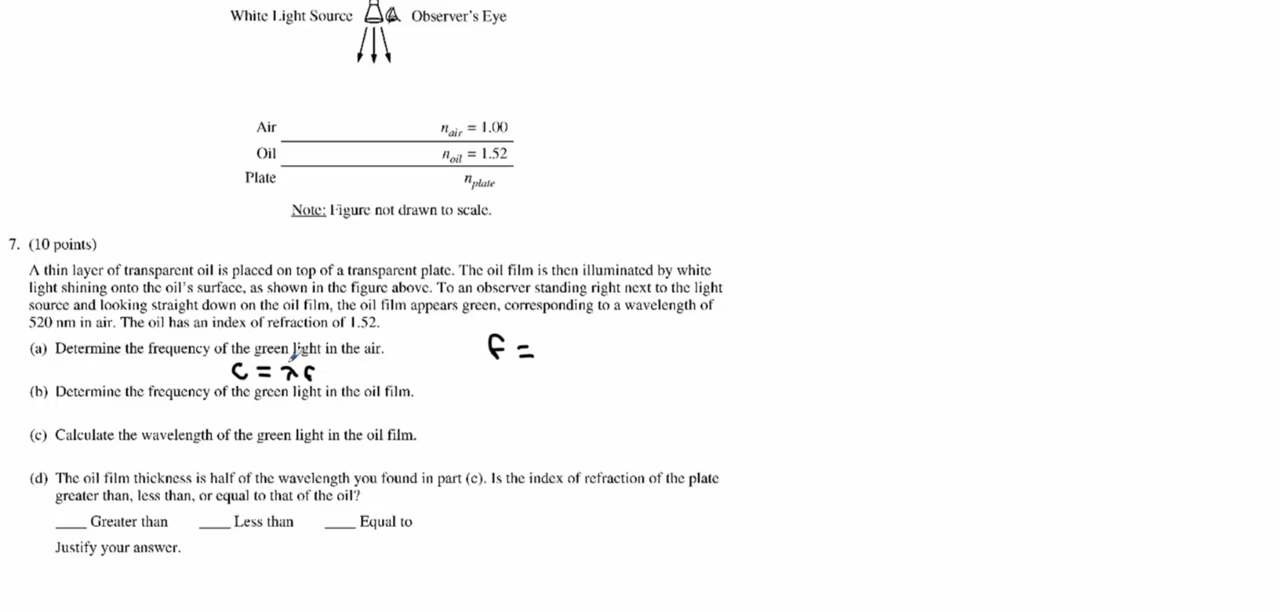 White Light Source Observer's Eye
Air n_air = 1.00
Oil n_oil = 1.52
Plate n_plate
Note: Figure not drawn to scale.
7. (10 points)
A thin layer of transparent oil is placed on top of a transparent plate. The oil film is then illuminated by white
light shining onto the oil's surface, as shown in the figure above. To an observer standing right next to the light
source and looking straight down on the oil film, the oil film appears green, corresponding to a wavelength of
520 nm in air. The oil has an index of refraction of 1.52.
(a) Determine the frequency of the green light in the air.
f =
c = λf
(b) Determine the frequency of the green light in the oil film.
(c) Calculate the wavelength of the green light in the oil film.
(d) The oil film thickness is half of the wavelength you found in part (c). Is the index of refraction of the plate
greater than, less than, or equal to that of the oil?
____ Greater than ____ Less than ____ Equal to
Justify your answer.